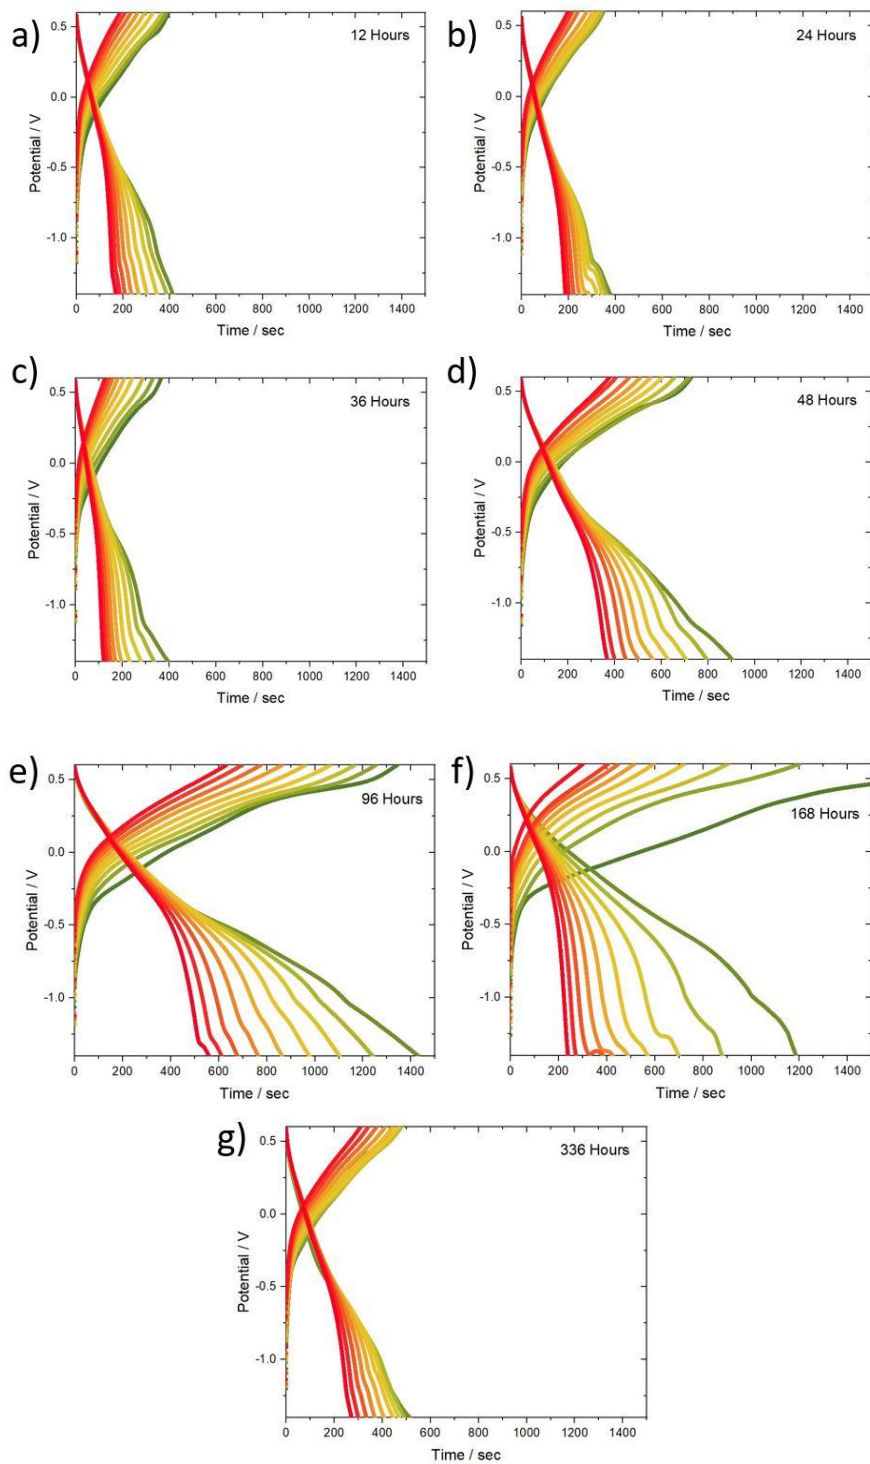 a)
12 Hours
0.5
0.0
-0.5
-1.0
Potential / V
0 200 400 600 800 1000 1200 1400
Time / sec
b)
24 Hours
0.5
0.0
-0.5
-1.0
Potential / V
0 200 400 600 800 1000 1200 1400
Time / sec
c)
36 Hours
0.5
0.0
-0.5
-1.0
Potential / V
0 200 400 600 800 1000 1200 1400
Time / sec
d)
48 Hours
0.5
0.0
-0.5
-1.0
Potential / V
0 200 400 600 800 1000 1200 1400
Time / sec
e)
96 Hours
0.5
0.0
-0.5
-1.0
Potential / V
0 200 400 600 800 1000 1200 1400
Time / sec
f)
168 Hours
0.5
0.0
-0.5
-1.0
Potential / V
0 200 400 600 800 1000 1200 1400
Time / sec
g)
336 Hours
0.5
0.0
-0.5
-1.0
Potential / V
0 200 400 600 800 1000 1200 1400
Time / sec